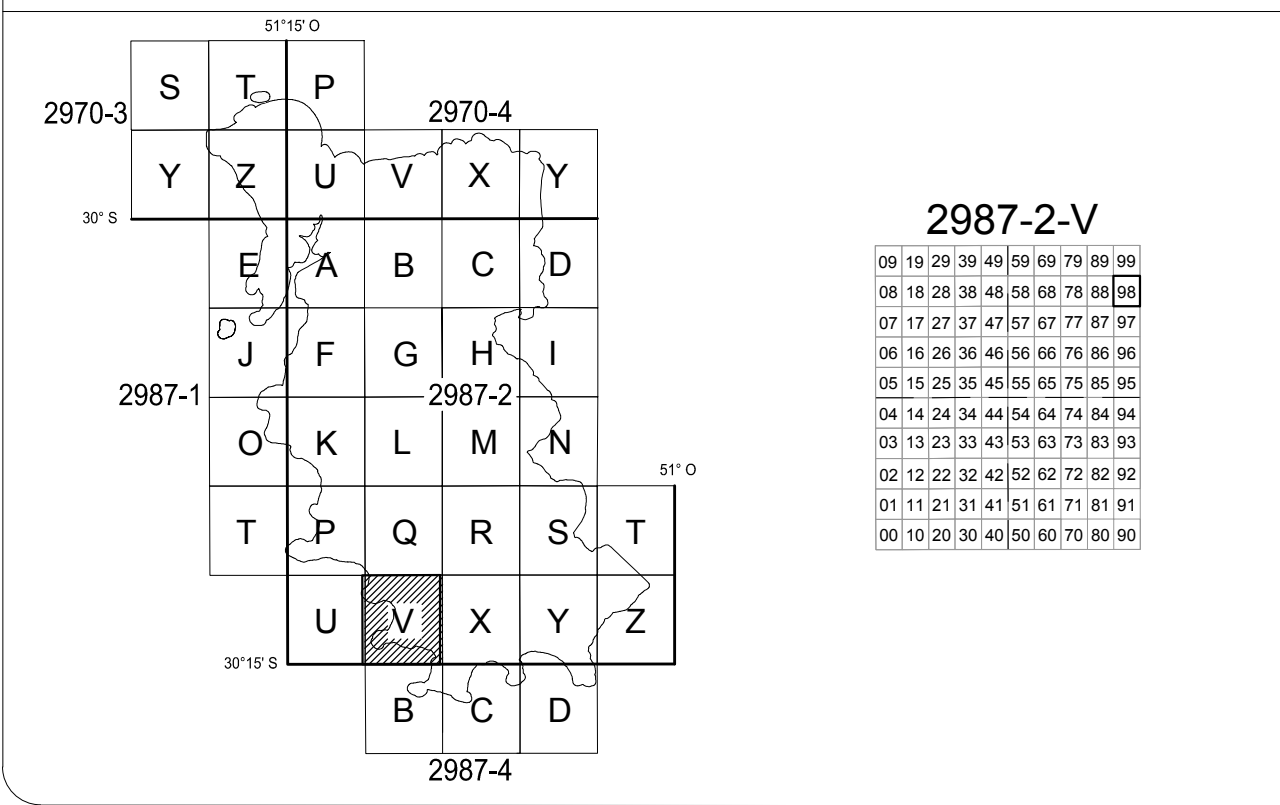 51°15' O
S T P
2970-3 2970-4
Y Z U V X Y
30° S
E A B C D
J F G H I
2987-1 2987-2
O K L M N
51° O
T P Q R S T
U V X Y Z
30°15' S
B C D
2987-4
2987-2-V
09 19 29 39 49 59 69 79 89 99
08 18 28 38 48 58 68 78 88 98
07 17 27 37 47 57 67 77 87 97
06 16 26 36 46 56 66 76 86 96
05 15 25 35 45 55 65 75 85 95
04 14 24 34 44 54 64 74 84 94
03 13 23 33 43 53 63 73 83 93
02 12 22 32 42 52 62 72 82 92
01 11 21 31 41 51 61 71 81 91
00 10 20 30 40 50 60 70 80 90